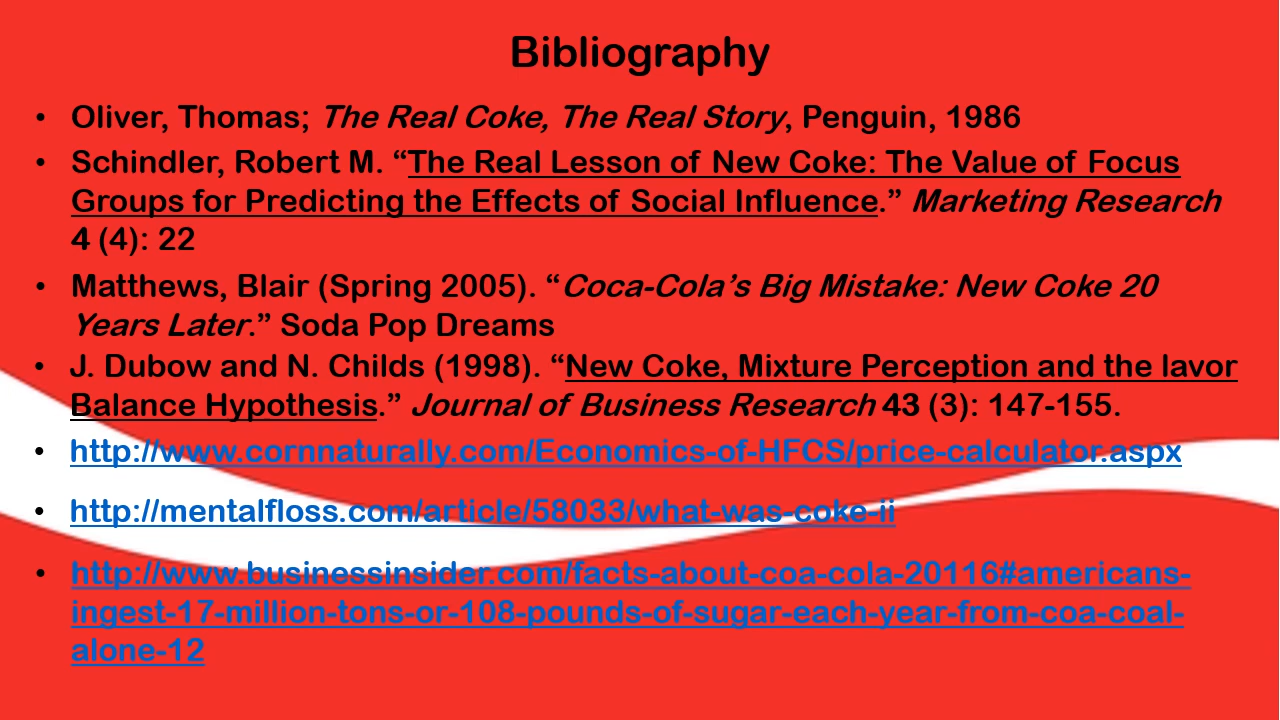 Bibliography
• Oliver, Thomas; The Real Coke, The Real Story, Penguin, 1986
• Schindler, Robert M. “The Real Lesson of New Coke: The Value of Focus
Groups for Predicting the Effects of Social Influence.” Marketing Research
4 (4): 22
• Matthews, Blair (Spring 2005). “Coca-Cola’s Big Mistake: New Coke 20
Years Later.” Soda Pop Dreams
• J. Dubow and N. Childs (1998). “New Coke, Mixture Perception and the lavor
Balance Hypothesis.” Journal of Business Research 43 (3): 147-155.
• http://www.cornnaturally.com/Economics-of-HFCS/price-calculator.aspx
• http://mentalfloss.com/article/58033/what-was-coke-ii
• http://www.businessinsider.com/facts-about-coa-cola-20116#americans-
ingest-17-million-tons-or-108-pounds-of-sugar-each-year-from-coa-coal-
alone-12